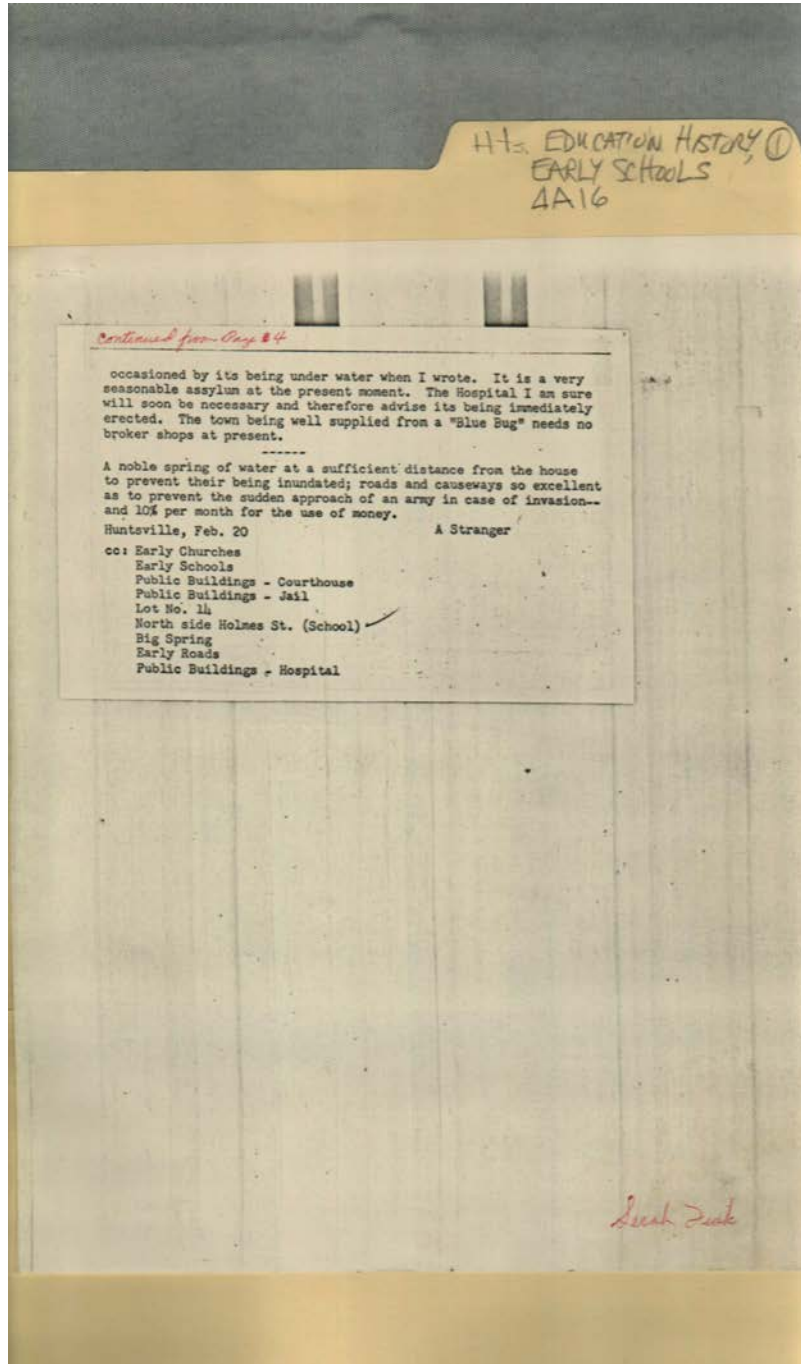 Hts. EDUCATION HISTORY, ①
EARLY SCHOOLS
4A16
continued from Page 4
occasioned by its being under water when I wrote. It is a very
seasonable assylum at the present moment. The Hospital I am sure
will soon be necessary and therefore advise its being immediately
erected. The town being well supplied from a "Blue Bug" needs no
broker shops at present.
------
A noble spring of water at a sufficient distance from the house
to prevent their being inundated; roads and causeways so excellent
as to prevent the sudden approach of an army in case of invasion--
and 10% per month for the use of money.
Huntsville, Feb. 20 A Stranger
cc: Early Churches
Early Schools
Public Buildings - Courthouse
Public Buildings - Jail
Lot No. 14
North side Holmes St. (School)
Big Spring
Early Roads
Public Buildings - Hospital
Sarah